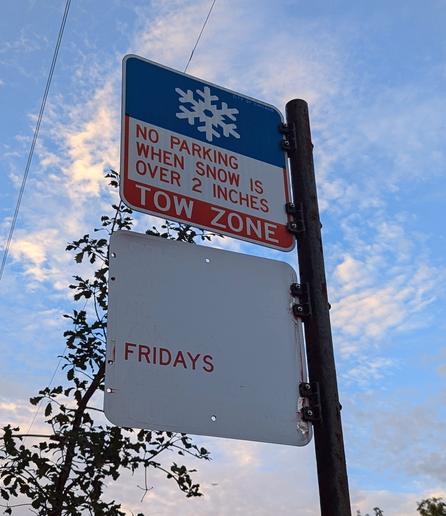 NO PARKING
WHEN SNOW IS
OVER 2 INCHES
TOW ZONE
FRIDAYS